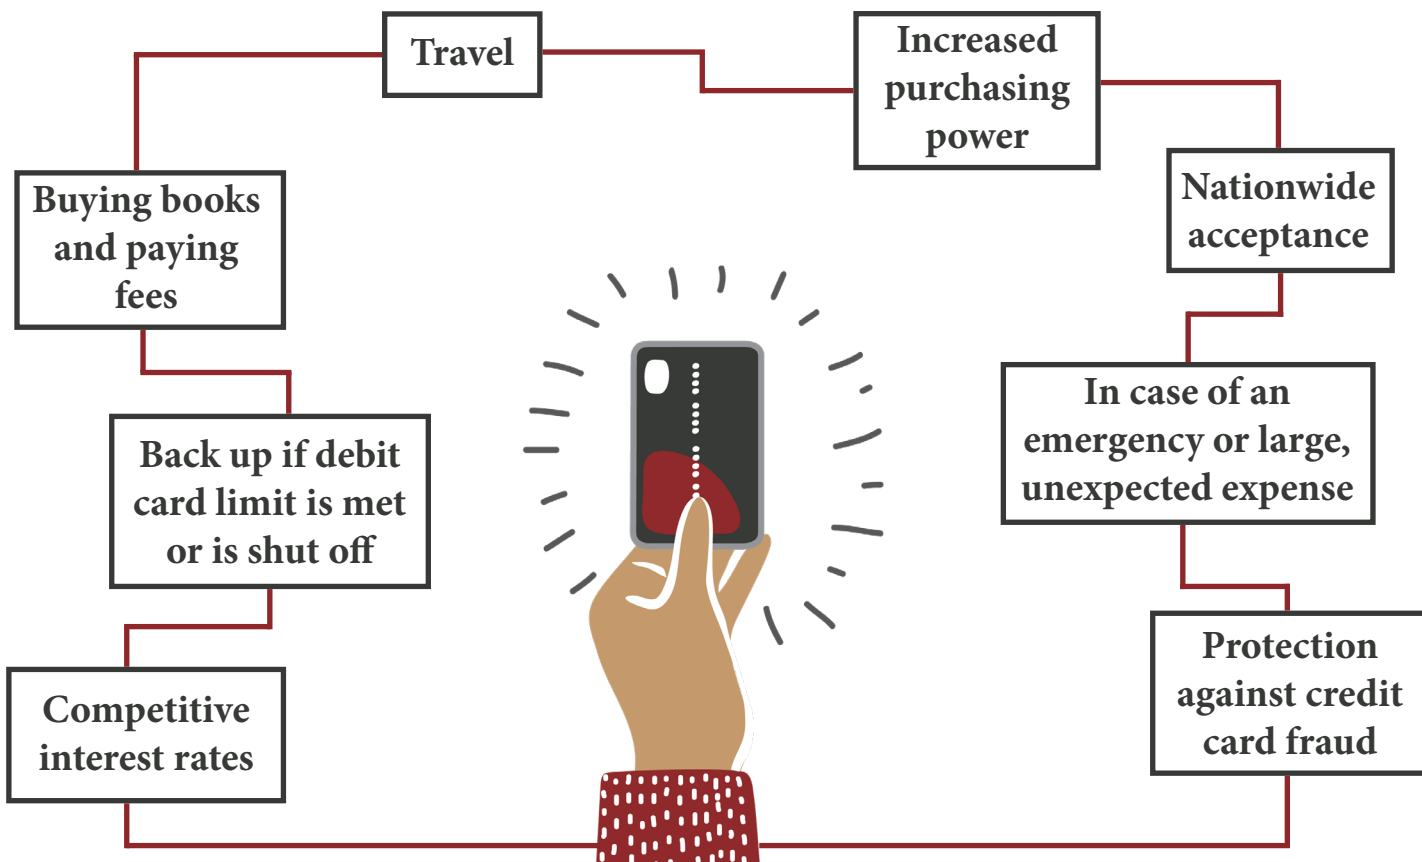 Travel
Increased
purchasing
power
Nationwide
acceptance
Buying books
and paying
fees
In case of an
emergency or large,
unexpected expense
Back up if debit
card limit is met
or is shut off
Protection
against credit
card fraud
Competitive
interest rates